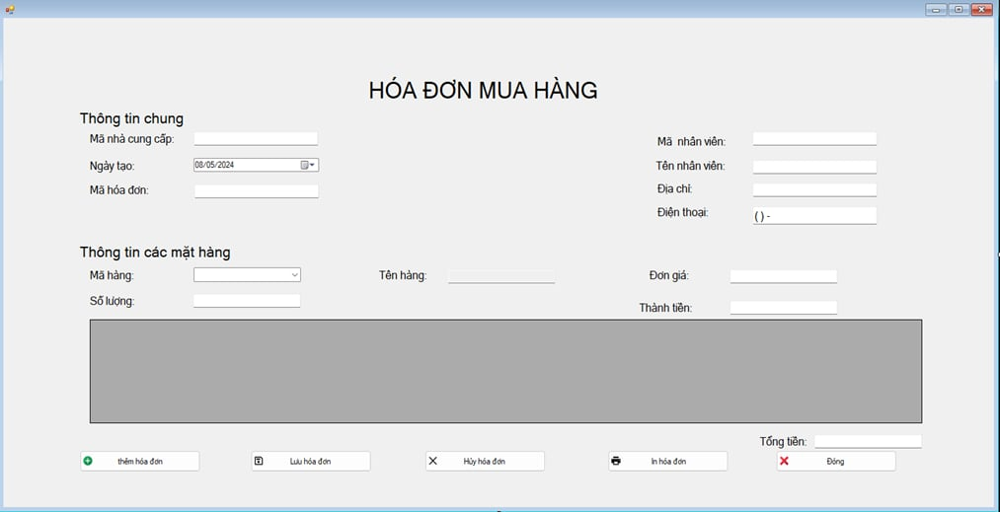 HÓA ĐƠN MUA HÀNG
Thông tin chung
Mã nhà cung cấp:
Mã nhân viên:
Ngày tạo: 08/05/2024
Tên nhân viên:
Mã hóa đơn:
Địa chỉ:
Điện thoại: ( ) -
Thông tin các mặt hàng
Mã hàng: Tên hàng: Đơn giá:
Số lượng:
Thành tiền:
Tổng tiền:
thêm hóa đơn Lưu hóa đơn Hủy hóa đơn In hóa đơn Đóng